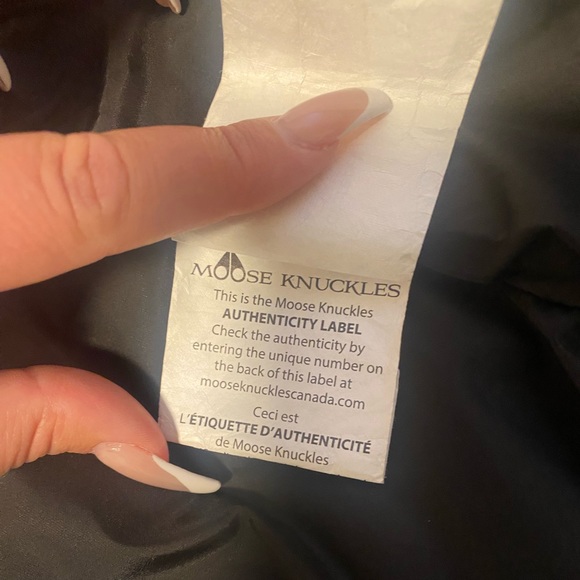 MOOSE KNUCKLES
This is the Moose Knuckles
AUTHENTICITY LABEL
Check the authenticity by
entering the unique number on
the back of this label at
mooseknucklescanada.com
Ceci est
L'ÉTIQUETTE D'AUTHENTICITÉ
de Moose Knuckles